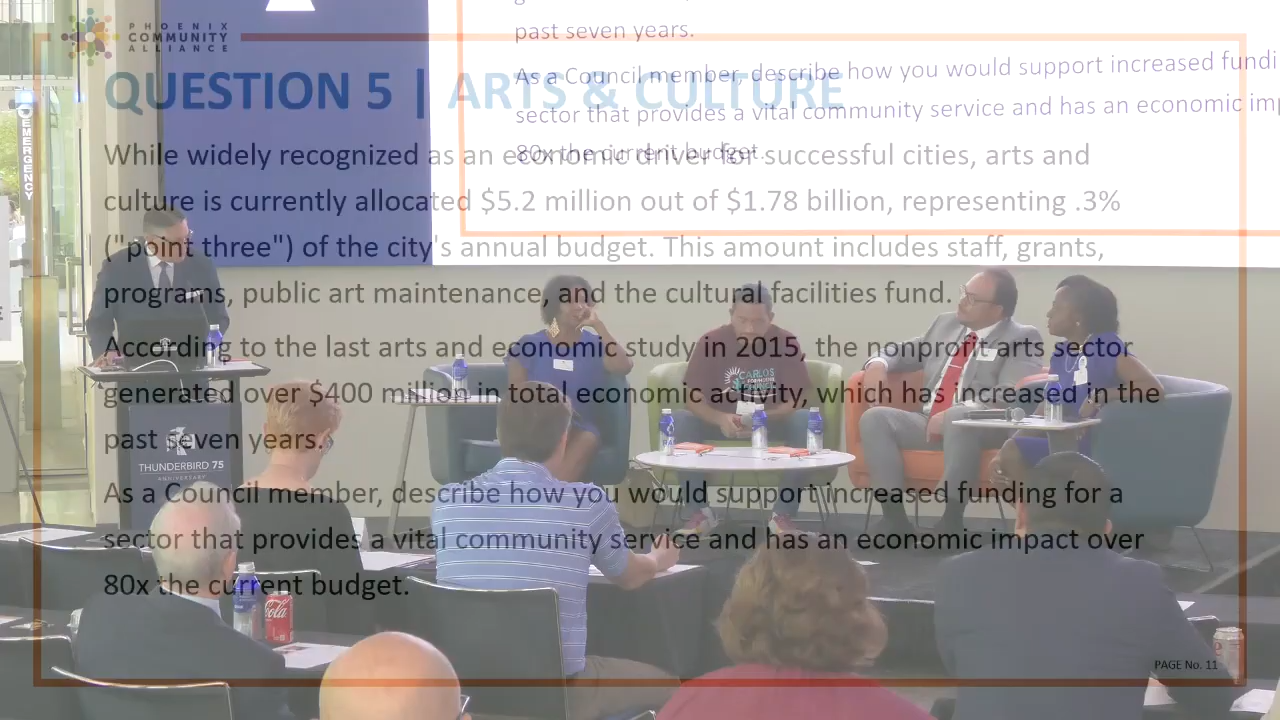 PHOENIX
COMMUNITY
ALLIANCE
QUESTION 5 | ARTS & CULTURE
While widely recognized as an economic driver for successful cities, arts and
culture is currently allocated $5.2 million out of $1.78 billion, representing .3%
("point three") of the city's annual budget. This amount includes staff, grants,
programs, public art maintenance, and the cultural facilities fund.
According to the last arts and economic study in 2015, the nonprofit arts sector
generated over $400 million in total economic activity, which has increased in the
past seven years.
As a Council member, describe how you would support increased funding for a
sector that provides a vital community service and has an economic impact over
80x the current budget.
PAGE No. 11
past seven years.
As a Council member, describe how you would support increased fundi
sector that provides a vital community service and has an economic imp
80x the current budget.
EMERGENCY
CARLOS
THUNDERBIRD 75
ANNIVERSARY